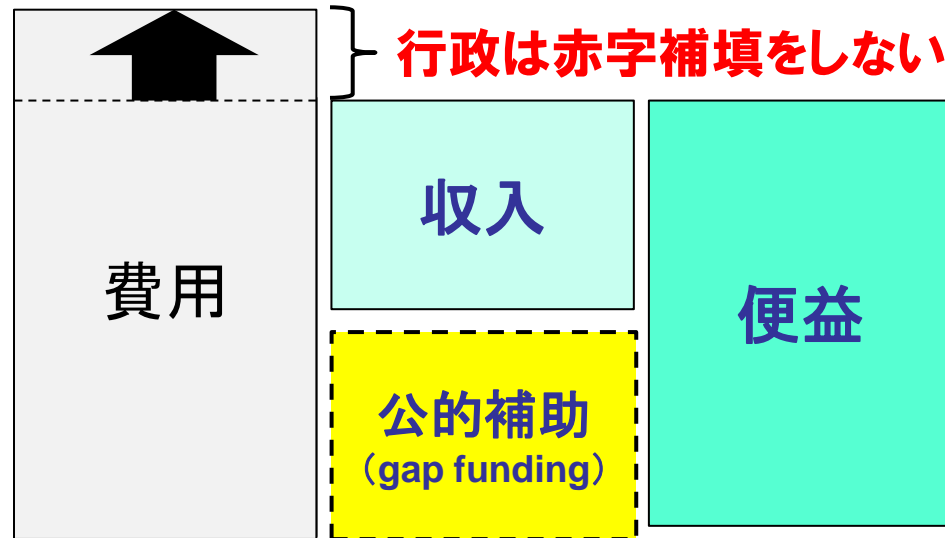 行政は赤字補填をしない
収入
費用
便益
公的補助
（gap funding）